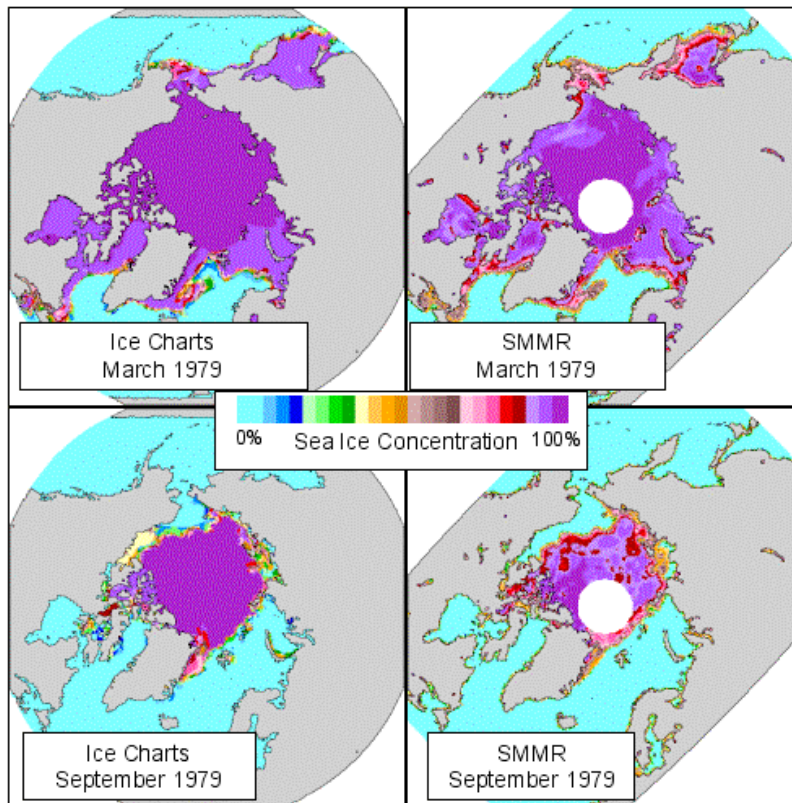 Ice Charts
March 1979
SMMR
March 1979
0% Sea Ice Concentration 100%
Ice Charts
September 1979
SMMR
September 1979